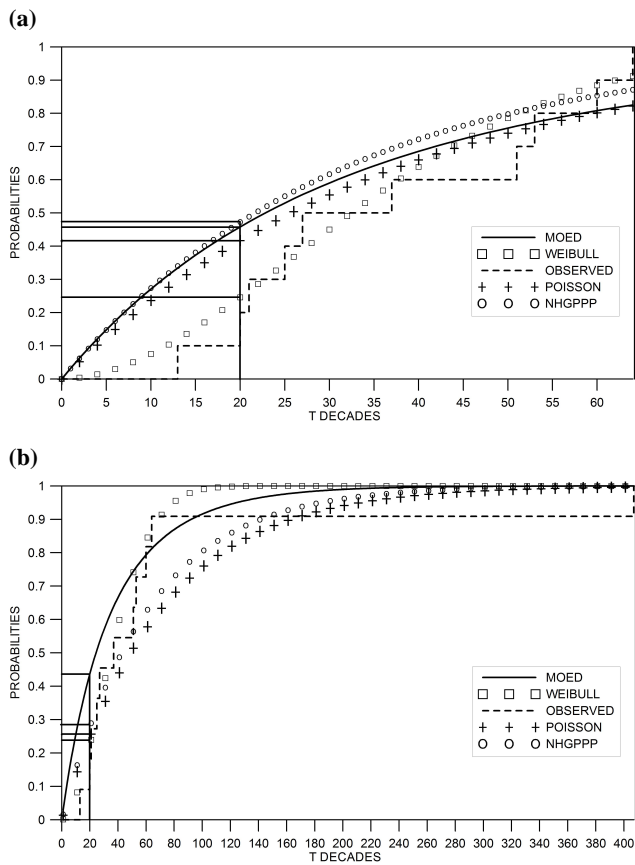 (a)
1
0.9
0.8
0.7
0.6
0.5
0.4
0.3
0.2
0.1
0
PROBABILITIES
MOED
WEIBULL
OBSERVED
POISSON
NHGPPP
0 5 10 15 20 25 30 35 40 45 50 55 60
T DECADES
(b)
1
0.9
0.8
0.7
0.6
0.5
0.4
0.3
0.2
0.1
0
PROBABILITIES
MOED
WEIBULL
OBSERVED
POISSON
NHGPPP
0 20 40 60 80 100 120 140 160 180 200 220 240 260 280 300 320 340 360 380 400
T DECADES